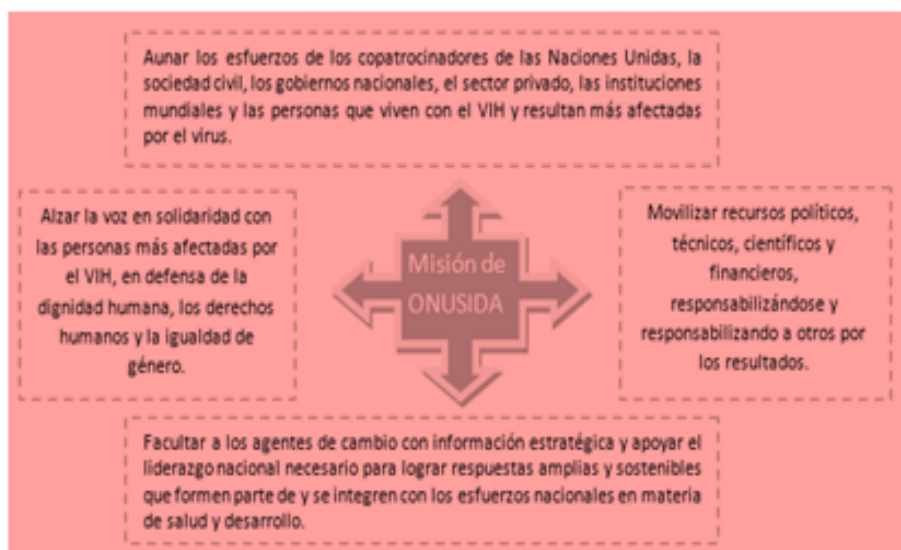 Aunar los esfuerzos de los copatrocinadores de las Naciones Unidas, la
sociedad civil, los gobiernos nacionales, el sector privado, las instituciones
mundiales y las personas que viven con el VIH y resultan más afectadas
por el virus.
Alzar la voz en solidaridad con
las personas más afectadas por
el VIH, en defensa de la
dignidad humana, los derechos
humanos y la igualdad de
género.
Misión de
ONUSIDA
Movilizar recursos políticos,
técnicos, científicos y
financieros,
responsabilizándose y
responsabilizando a otros por
los resultados.
Facultar a los agentes de cambio con información estratégica y apoyar el
liderazgo nacional necesario para lograr respuestas amplias y sostenibles
que formen parte de y se integren con los esfuerzos nacionales en materia
de salud y desarrollo.